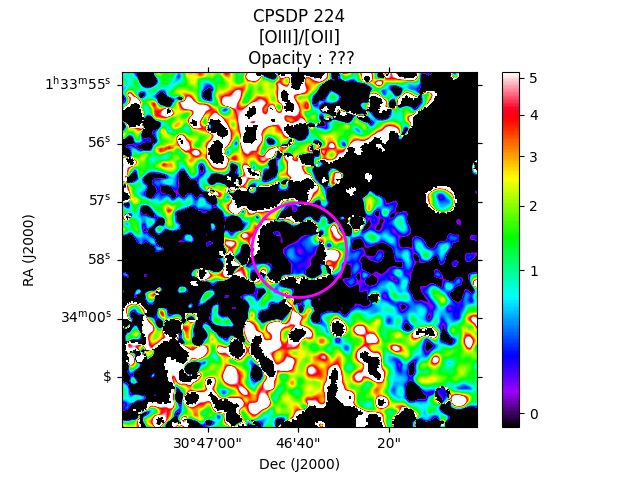 CPSDP 224
[OIII]/[OII]
Opacity : ???
1ʰ33ᵐ55ˢ
56ˢ
57ˢ
58ˢ
34ᵐ00ˢ
$
RA (J2000)
30°47'00"
46'40"
20"
Dec (J2000)
5
4
3
2
1
0